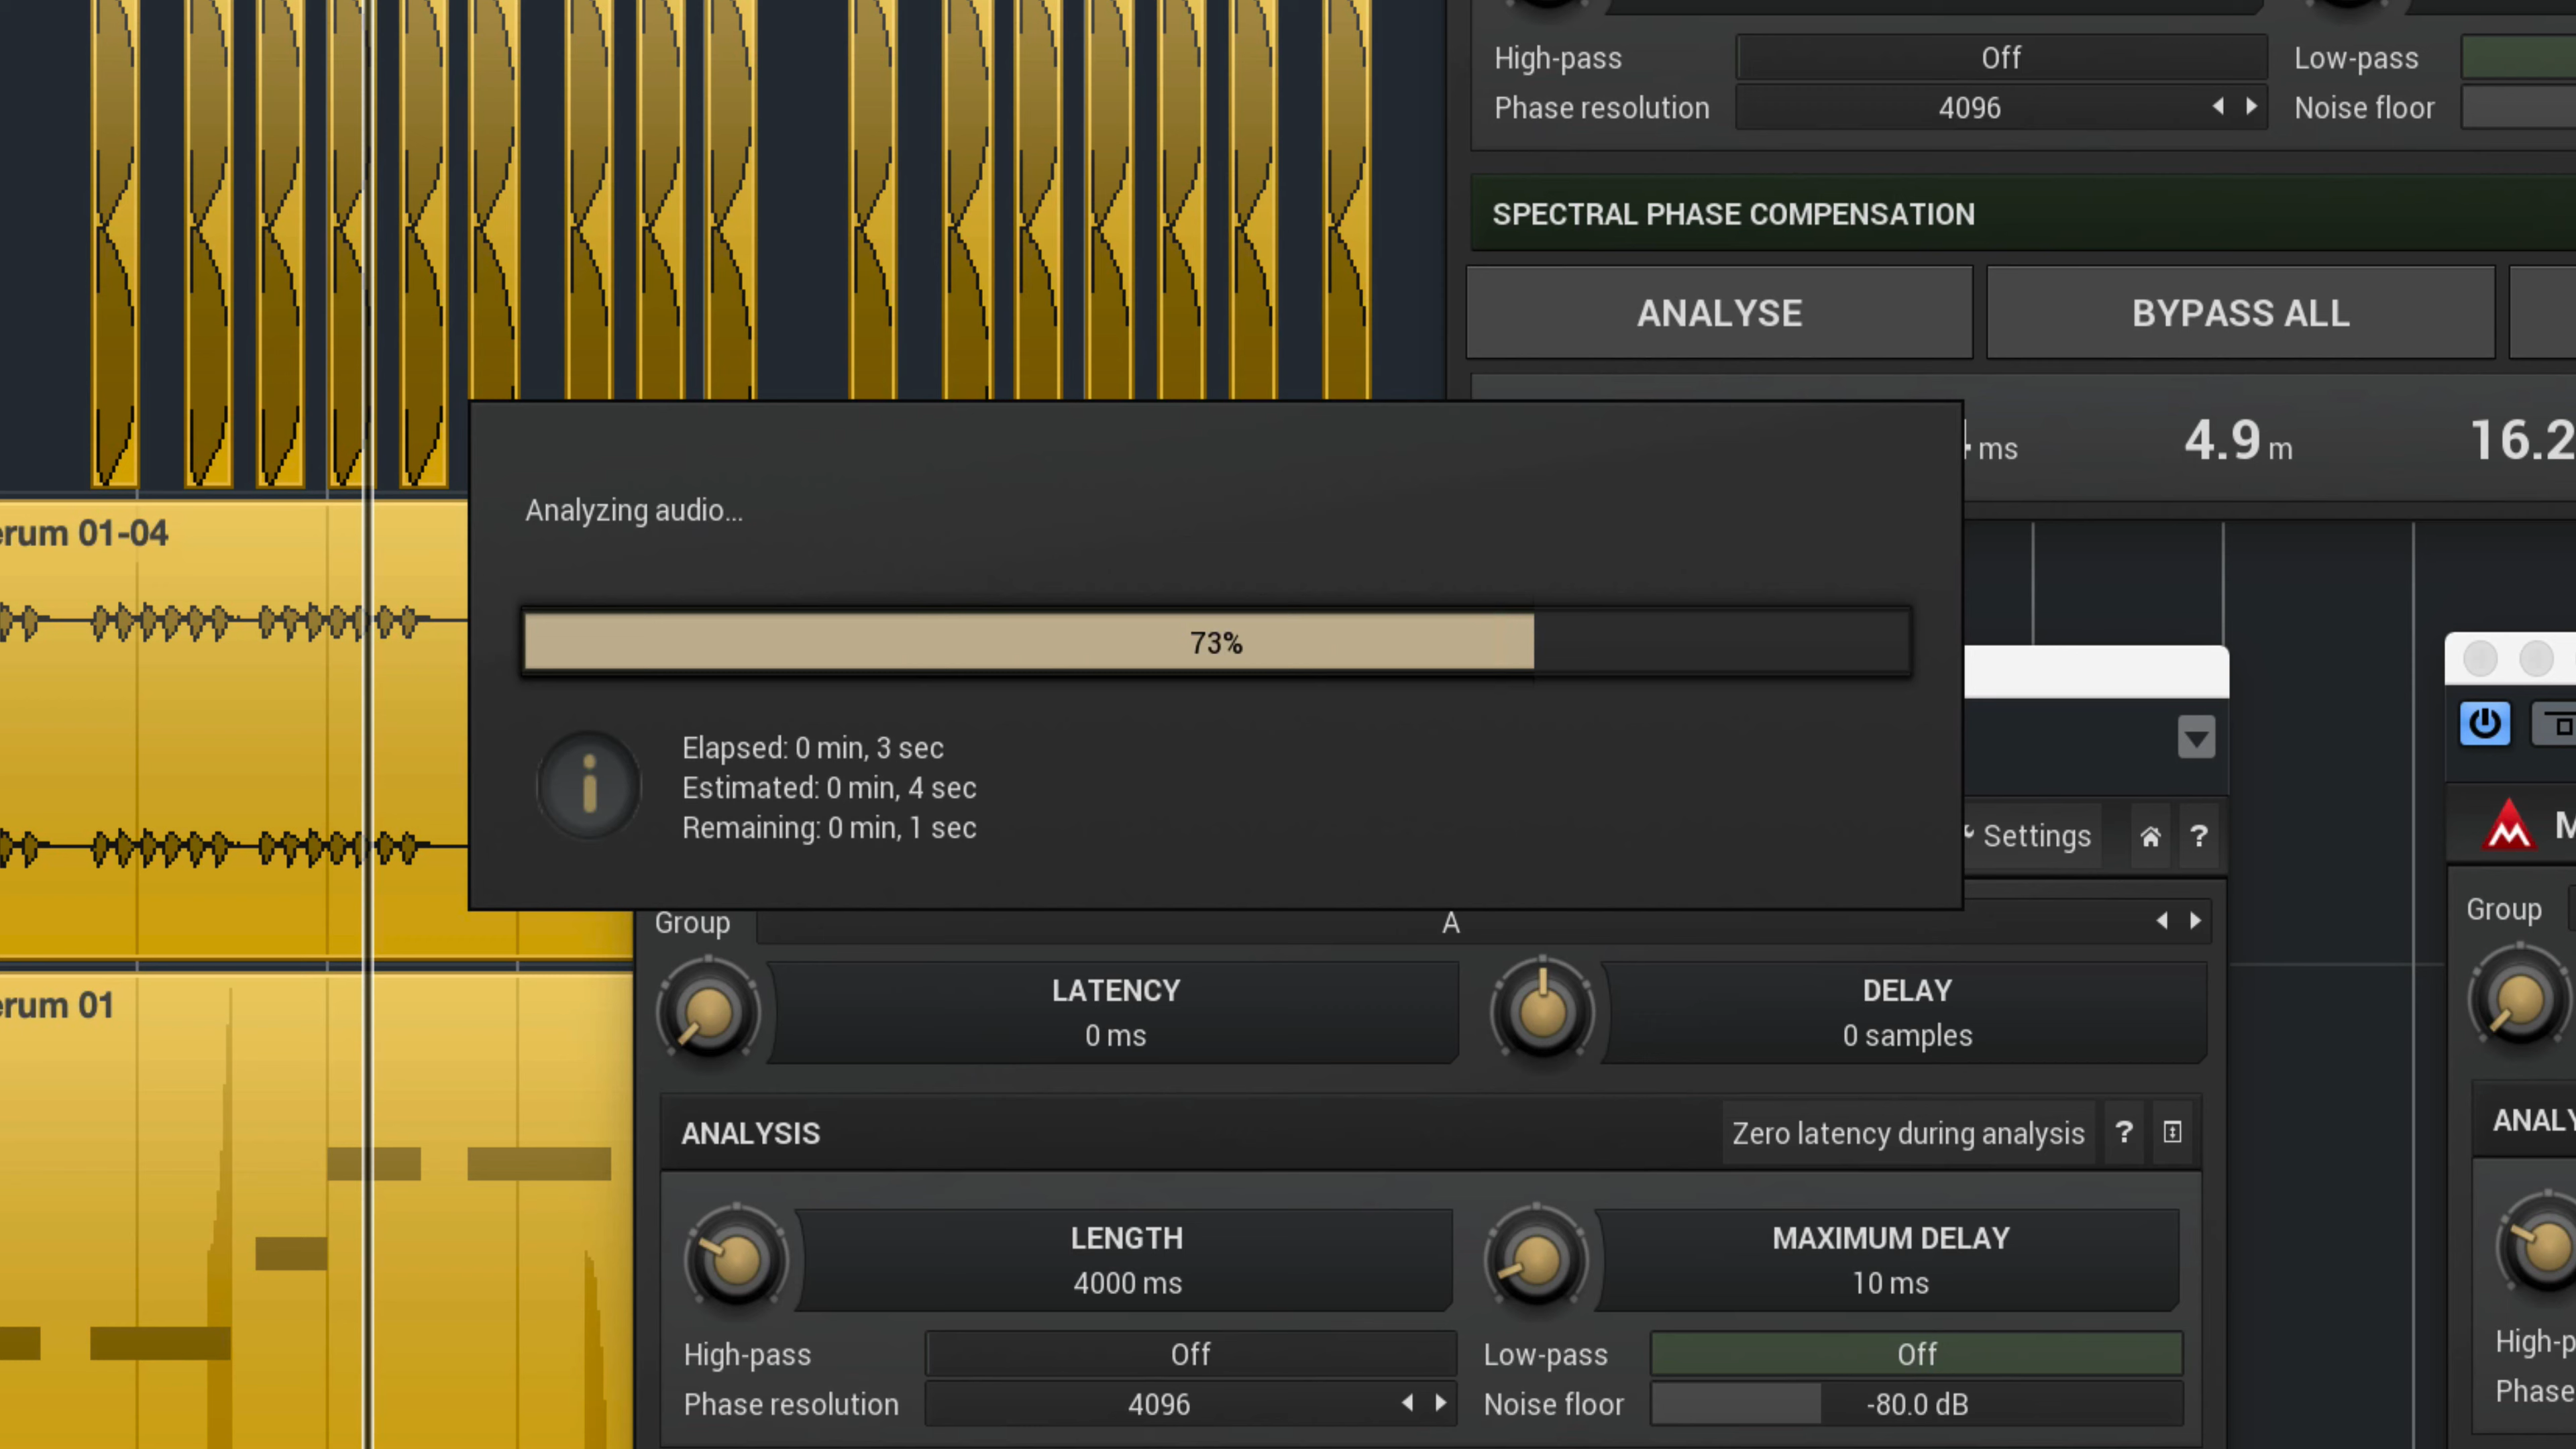 High-pass Off Low-pass
Phase resolution 4096 Noise floor
SPECTRAL PHASE COMPENSATION
ANALYSE BYPASS ALL
ms 4.9 m 16.2
erum 01-04
Analyzing audio...
73%
Elapsed: 0 min, 3 sec
Estimated: 0 min, 4 sec
Remaining: 0 min, 1 sec
Settings ?
Group A
Group
erum 01
LATENCY
0 ms
DELAY
0 samples
ANALYSIS Zero latency during analysis ?
ANALY
LENGTH
4000 ms
MAXIMUM DELAY
10 ms
High-pass Off Low-pass Off
High-p
Phase resolution 4096 Noise floor -80.0 dB
Phase